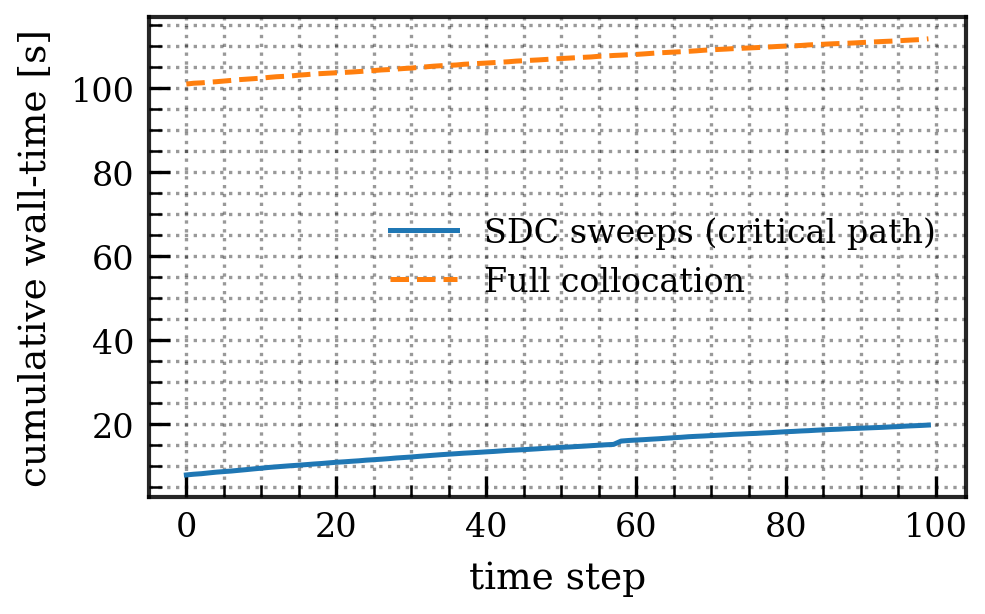 cumulative wall-time [s]
100
80
60
40
20
SDC sweeps (critical path)
Full collocation
0 20 40 60 80 100
time step